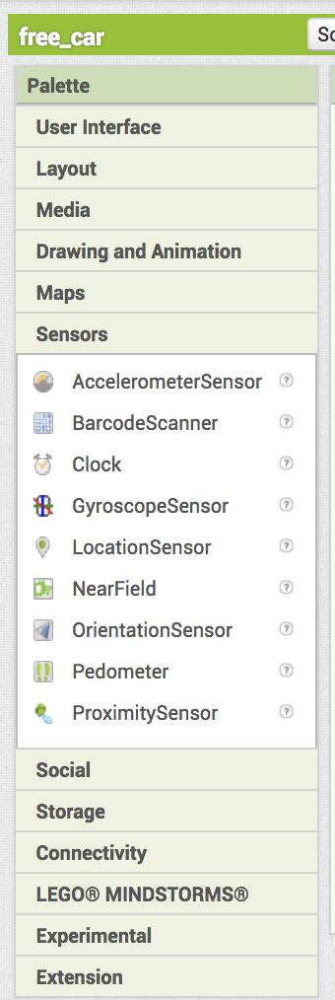 free_car
Sc
Palette
User Interface
Layout
Media
Drawing and Animation
Maps
Sensors
AccelerometerSensor ?
BarcodeScanner ?
Clock ?
GyroscopeSensor ?
LocationSensor ?
NearField ?
OrientationSensor ?
Pedometer ?
ProximitySensor ?
Social
Storage
Connectivity
LEGO® MINDSTORMS®
Experimental
Extension